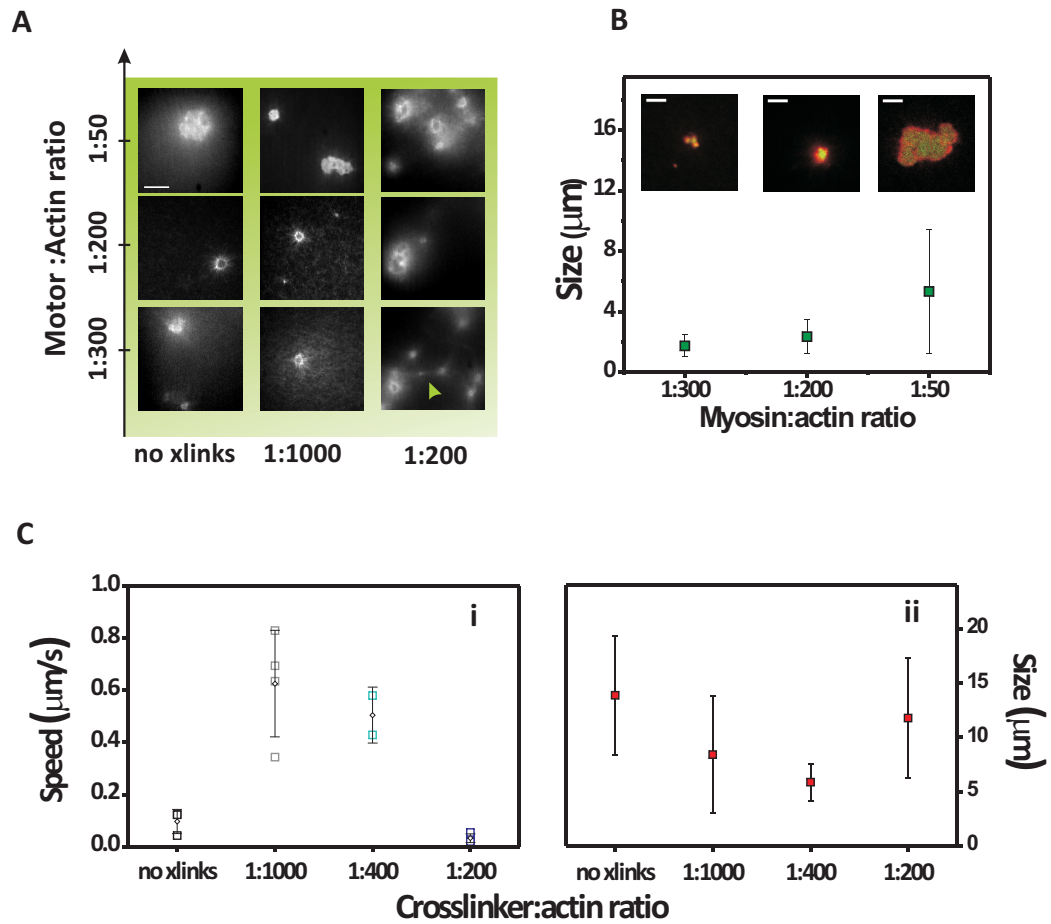 A
Motor :Actin ratio
1:50
1:200
1:300
no xlinks 1:1000 1:200
B
Size (μm)
16
12
8
4
0
1:300 1:200 1:50
Myosin:actin ratio
C
i
Speed (μm/s)
1.0
0.8
0.6
0.4
0.2
0.0
no xlinks 1:1000 1:400 1:200
ii
Size (μm)
20
15
10
5
0
no xlinks 1:1000 1:400 1:200
Crosslinker:actin ratio